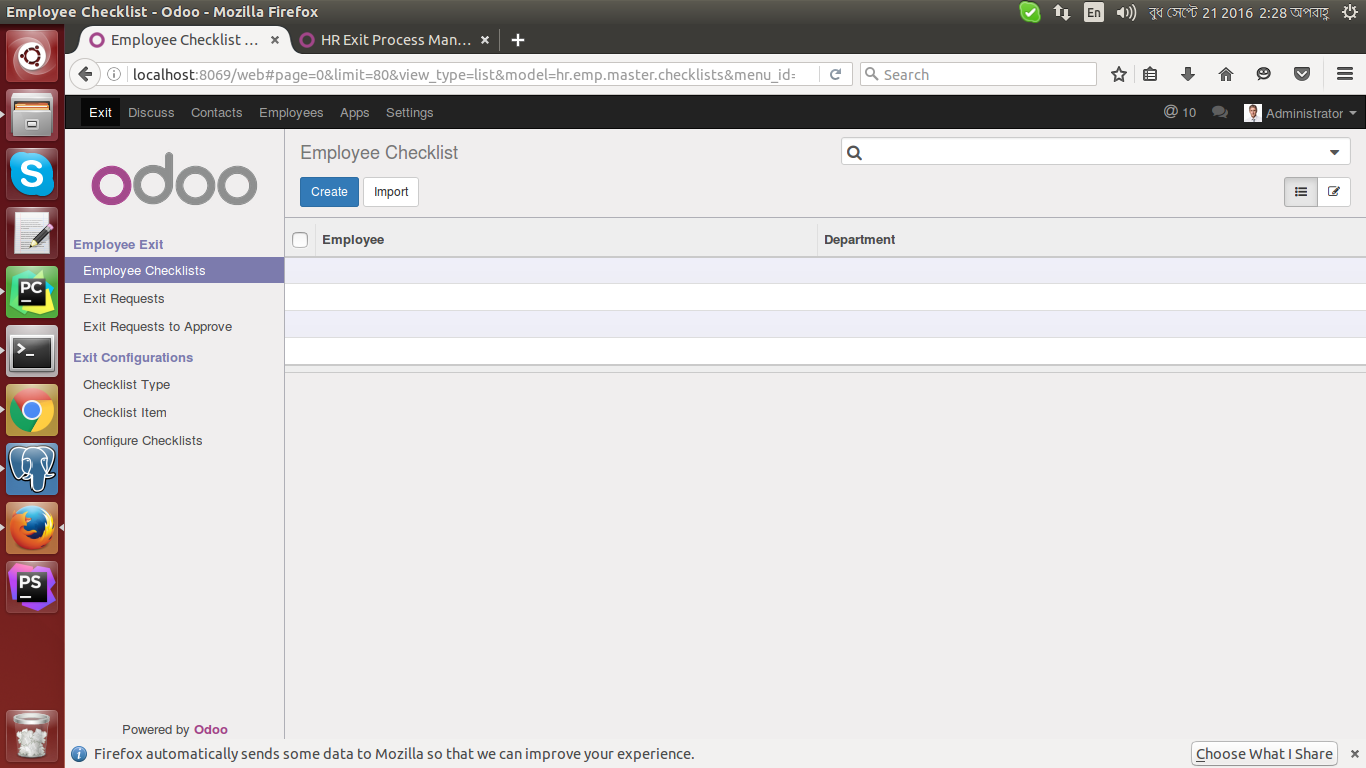 Employee Checklist - Odoo - Mozilla Firefox
En
বুধ সেপ্টে 21 2016 2:28 অপরাহ্ণ
Employee Checklist ...
HR Exit Process Man...
localhost:8069/web#page=0&limit=80&view_type=list&model=hr.emp.master.checklists&menu_id=
Search
Exit Discuss Contacts Employees Apps Settings
@ 10
Administrator
odoo
Employee Checklist
Create Import
Employee Exit
Employee Department
Employee Checklists
Exit Requests
Exit Requests to Approve
Exit Configurations
Checklist Type
Checklist Item
Configure Checklists
PC
PS
Powered by Odoo
Firefox automatically sends some data to Mozilla so that we can improve your experience.
Choose What I Share